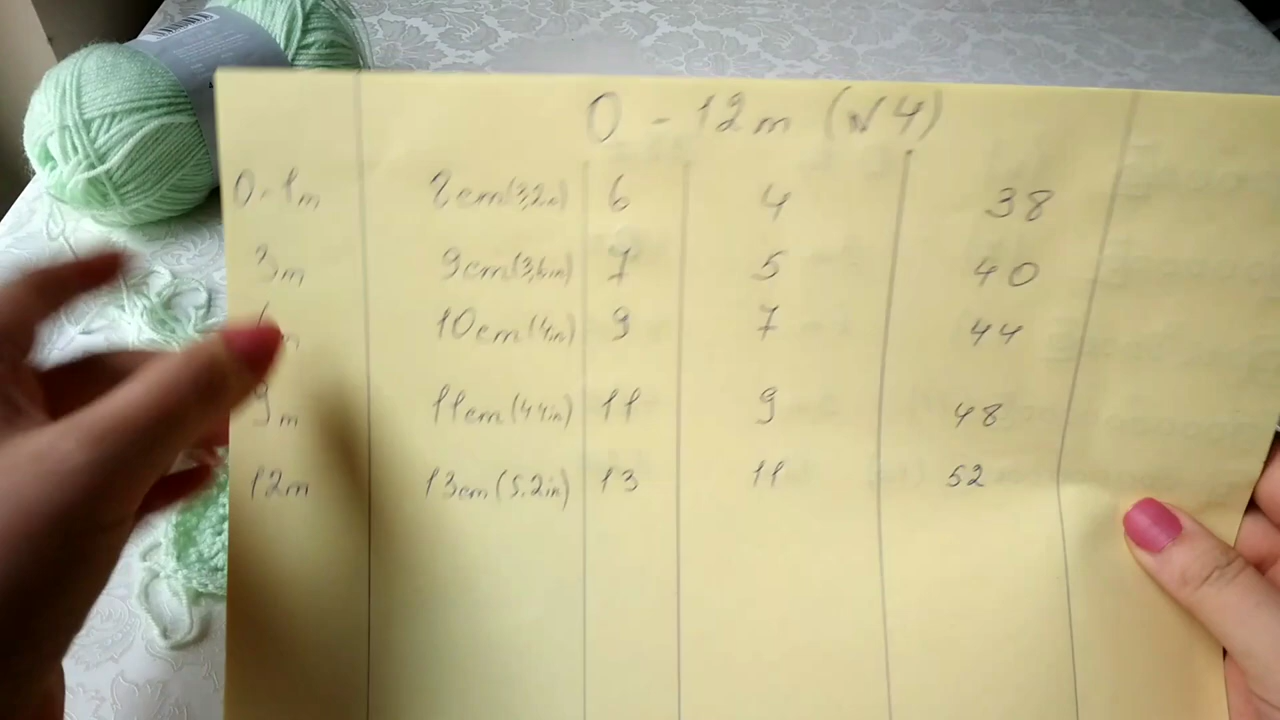 0 - 12m (N4)
0-1m 8cm(3,2in) 6 4 38
3m 9cm(3,6in) 7 5 40
10cm(4in) 9 7 44
9m 11cm(4.4in) 11 9 48
12m 13cm(5.2in) 13 11 52